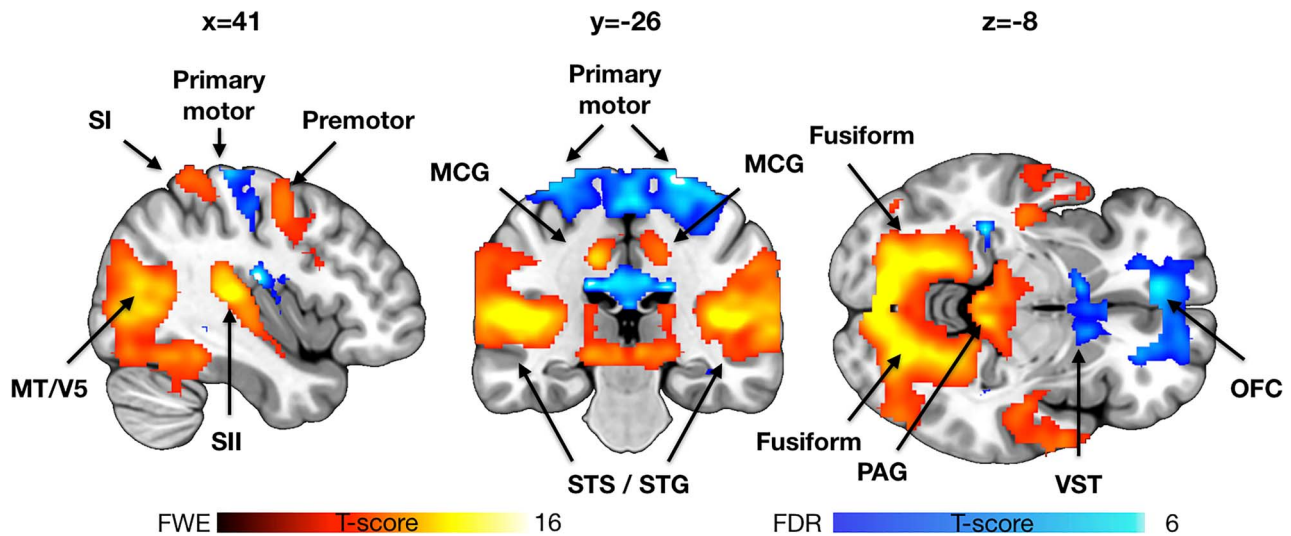 x=41
y=-26
z=-8
SI
Primary
motor
Premotor
MT/V5
SII
Primary
motor
MCG
MCG
STS / STG
Fusiform
Fusiform
PAG
VST
OFC
FWE T-score 16
FDR T-score 6